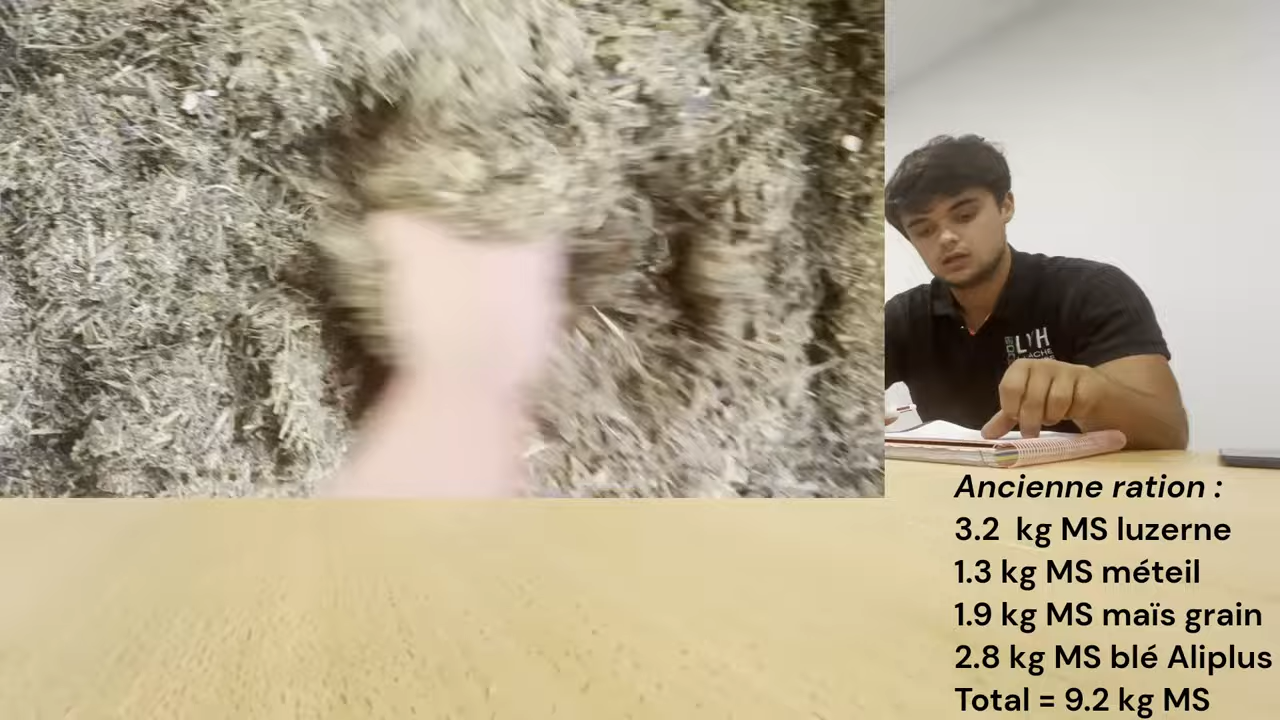 LYH
Ancienne ration :
3.2 kg MS luzerne
1.3 kg MS méteil
1.9 kg MS maïs grain
2.8 kg MS blé Aliplus
Total = 9.2 kg MS